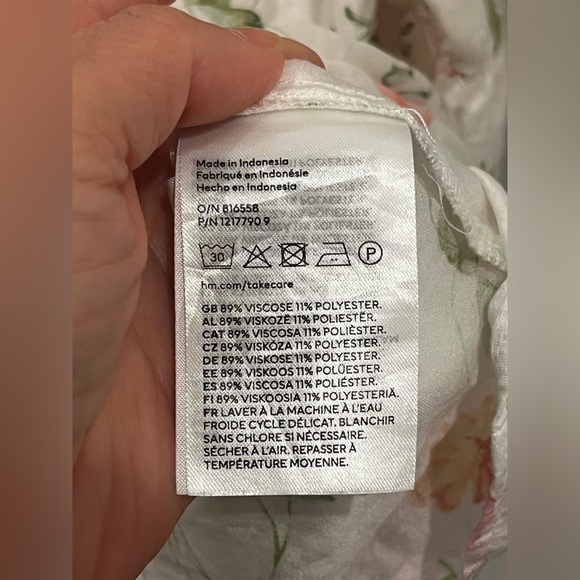 Made in Indonesia
Fabriqué en Indonésie
Hecho en Indonesia
O/N 816558
P/N 1217790 9
30 P
hm.com/takecare
GB 89% VISCOSE 11% POLYESTER.
AL 89% VISKOZË 11% POLIESTËR.
CAT 89% VISCOSA 11% POLIÈSTER.
CZ 89% VISKÓZA 11% POLYESTER.
DE 89% VISKOSE 11% POLYESTER.
EE 89% VISKOOS 11% POLÜESTER.
ES 89% VISCOSA 11% POLIÉSTER.
FI 89% VISKOOSIA 11% POLYESTERIÄ.
FR LAVER À LA MACHINE À L'EAU
FROIDE CYCLE DÉLICAT. BLANCHIR
SANS CHLORE SI NÉCESSAIRE.
SÉCHER À L'AIR. REPASSER À
TEMPÉRATURE MOYENNE.